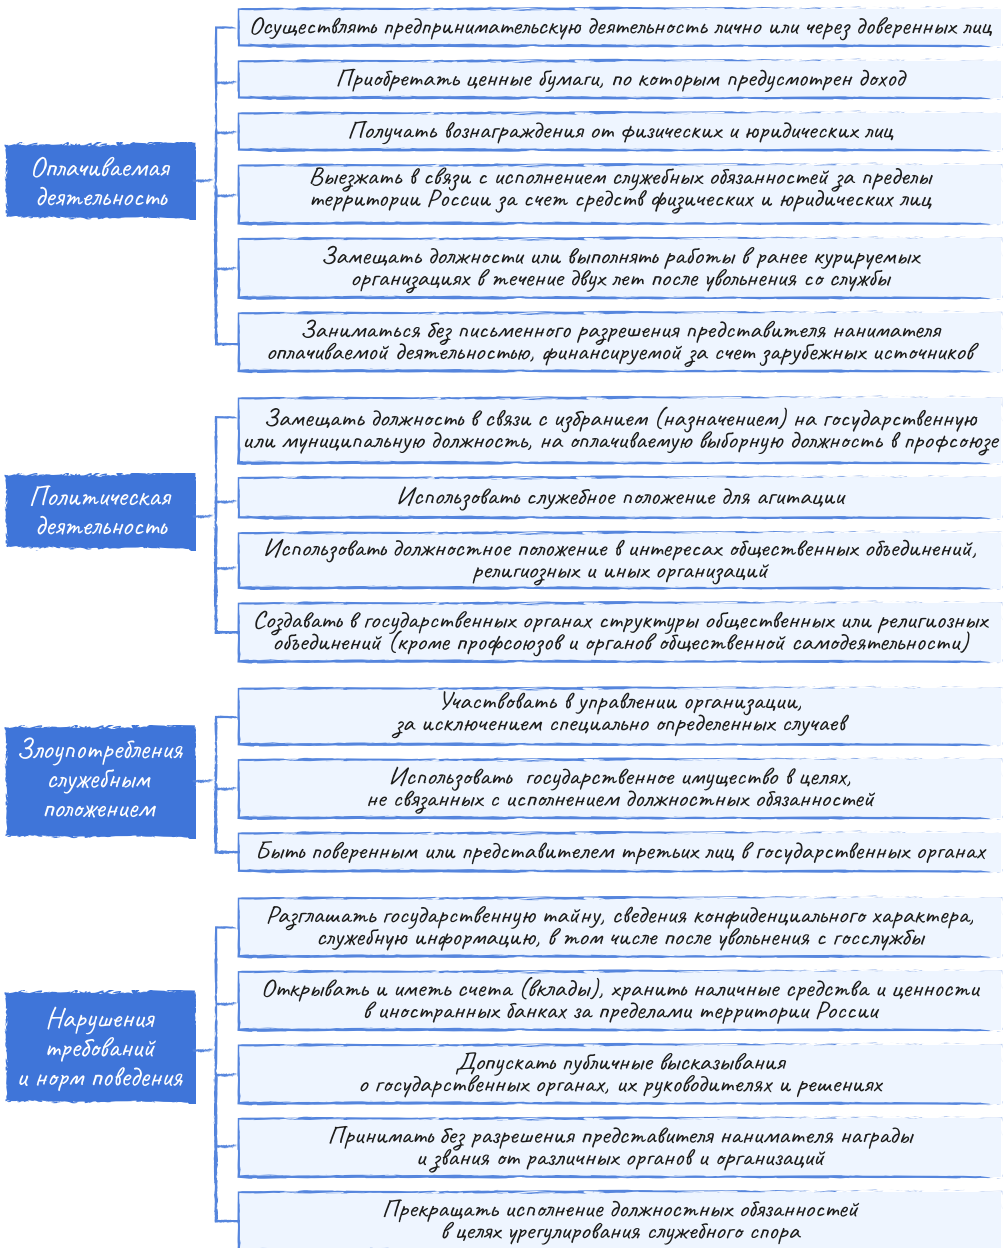 Оплачиваемая
деятельность
Осуществлять предпринимательскую деятельность лично или через доверенных лиц
Приобретать ценные бумаги, по которым предусмотрен доход
Получать вознаграждения от физических и юридических лиц
Выезжать в связи с исполнением служебных обязанностей за пределы
территории России за счет средств физических и юридических лиц
Замещать должности или выполнять работы в ранее курируемых
организациях в течение двух лет после увольнения со службы
Заниматься без письменного разрешения представителя нанимателя
оплачиваемой деятельностью, финансируемой за счет зарубежных источников
Политическая
деятельность
Замещать должность в связи с избранием (назначением) на государственную
или муниципальную должность, на оплачиваемую выборную должность в профсоюзе
Использовать служебное положение для агитации
Использовать должностное положение в интересах общественных объединений,
религиозных и иных организаций
Создавать в государственных органах структуры общественных или религиозных
объединений (кроме профсоюзов и органов общественной самодеятельности)
Злоупотребления
служебным
положением
Участвовать в управлении организации,
за исключением специально определенных случаев
Использовать государственное имущество в целях,
не связанных с исполнением должностных обязанностей
Быть поверенным или представителем третьих лиц в государственных органах
Нарушения
требований
и норм поведения
Разглашать государственную тайну, сведения конфиденциального характера,
служебную информацию, в том числе после увольнения с госслужбы
Открывать и иметь счета (вклады), хранить наличные средства и ценности
в иностранных банках за пределами территории России
Допускать публичные высказывания
о государственных органах, их руководителях и решениях
Принимать без разрешения представителя нанимателя награды
и звания от различных органов и организаций
Прекращать исполнение должностных обязанностей
в целях урегулирования служебного спора